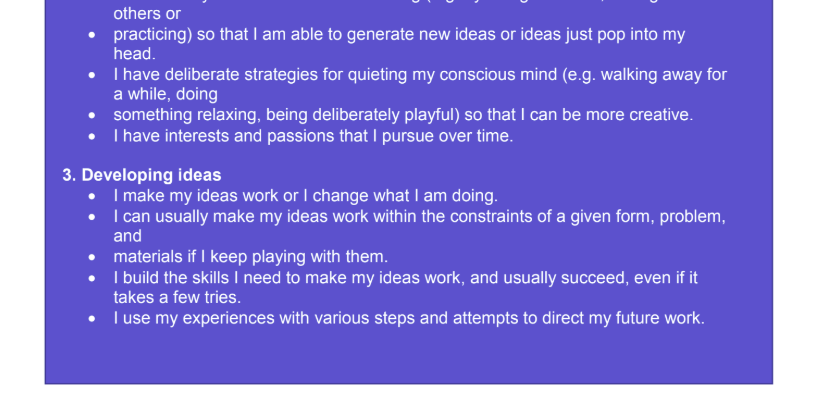 others or
• practicing) so that I am able to generate new ideas or ideas just pop into my
head.
• I have deliberate strategies for quieting my conscious mind (e.g. walking away for
a while, doing
• something relaxing, being deliberately playful) so that I can be more creative.
• I have interests and passions that I pursue over time.
3. Developing ideas
• I make my ideas work or I change what I am doing.
• I can usually make my ideas work within the constraints of a given form, problem,
and
• materials if I keep playing with them.
• I build the skills I need to make my ideas work, and usually succeed, even if it
takes a few tries.
• I use my experiences with various steps and attempts to direct my future work.